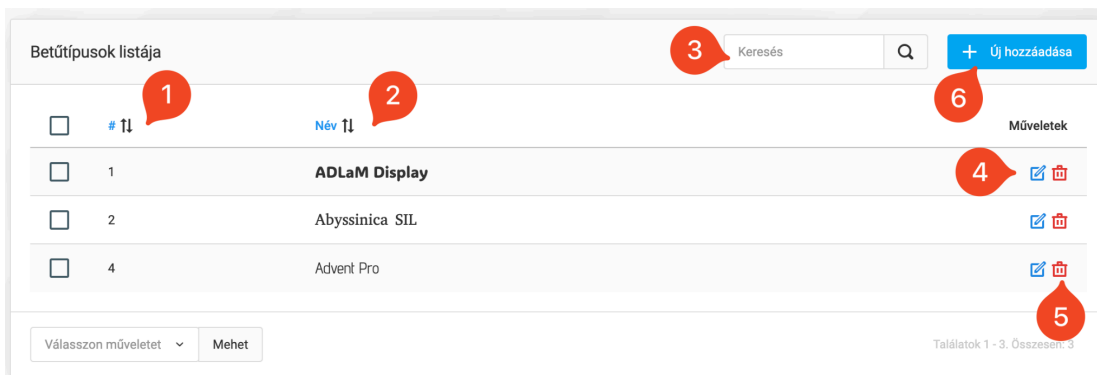 Betűtípusok listája
3
Keresés
Új hozzáadása
1
2
6
#
Név
Műveletek
1
ADLaM Display
4
2
Abyssinica SIL
4
Advent Pro
5
Válasszon műveletet
Mehet
Találatok 1 - 3. Összesen: 3